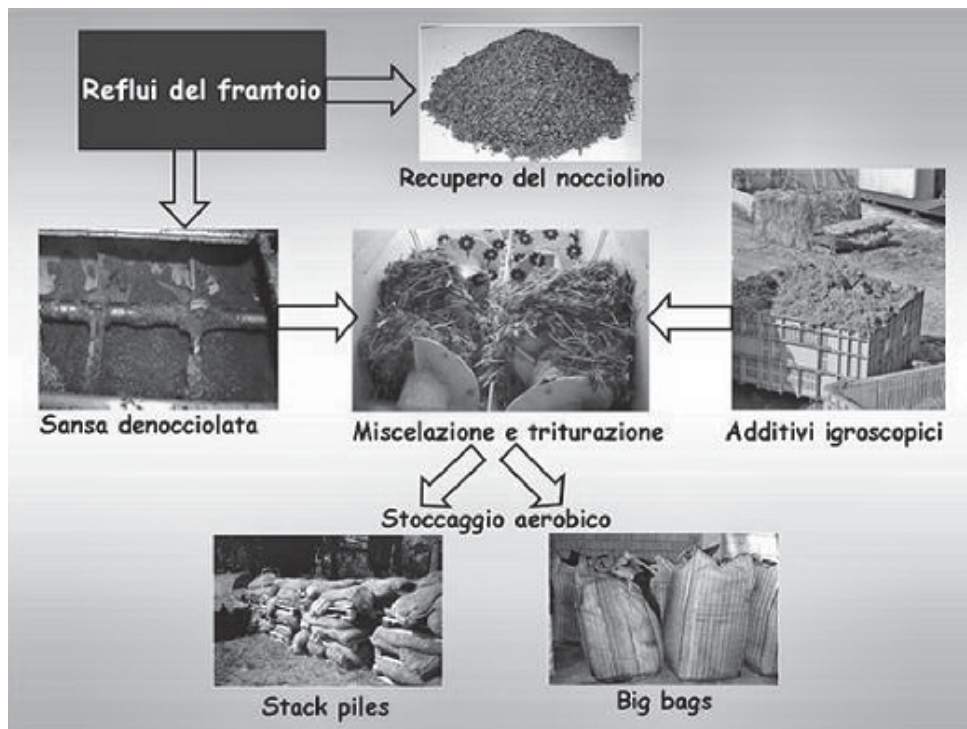 Reflui del frantoio
Recupero del nocciolino
Sansa denocciolata
Miscelazione e triturazione
Additivi igroscopici
Stoccaggio aerobico
Stack piles
Big bags